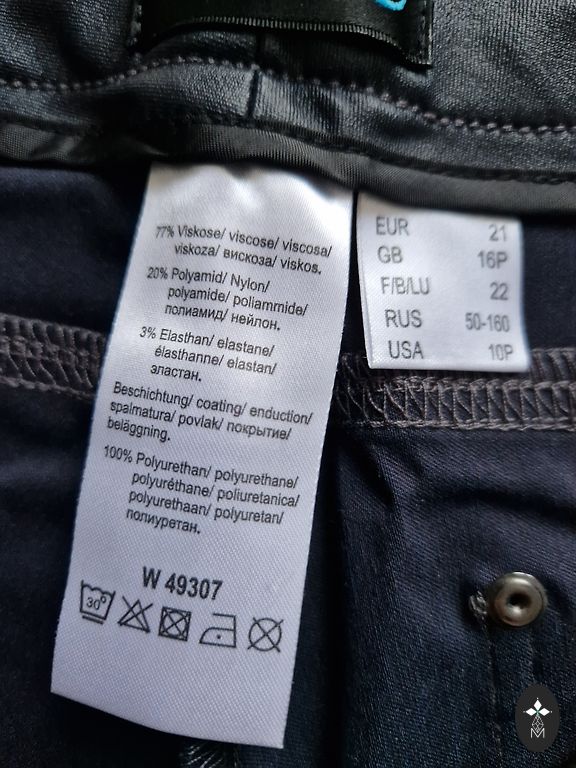 77% Viskose/ viscose/ viscosa/
viskoza/ вискоза/ viskos.
20% Polyamid/ Nylon/
polyamide/ poliammide/
полиамид/ нейлон.
3% Elasthan/ elastane/
élasthanne/ elastan/
эластан.
Beschichtung/ coating/ enduction/
spalmatura/ povlak/ покрытие/
beläggning.
100% Polyurethan/ polyurethane/
polyuréthane/ poliuretanica/
polyurethaan/ polyuretan/
полиуретан.
W 49307
30°
EUR 21
GB 16P
F/B/LU 22
RUS 50-160
USA 10P
M